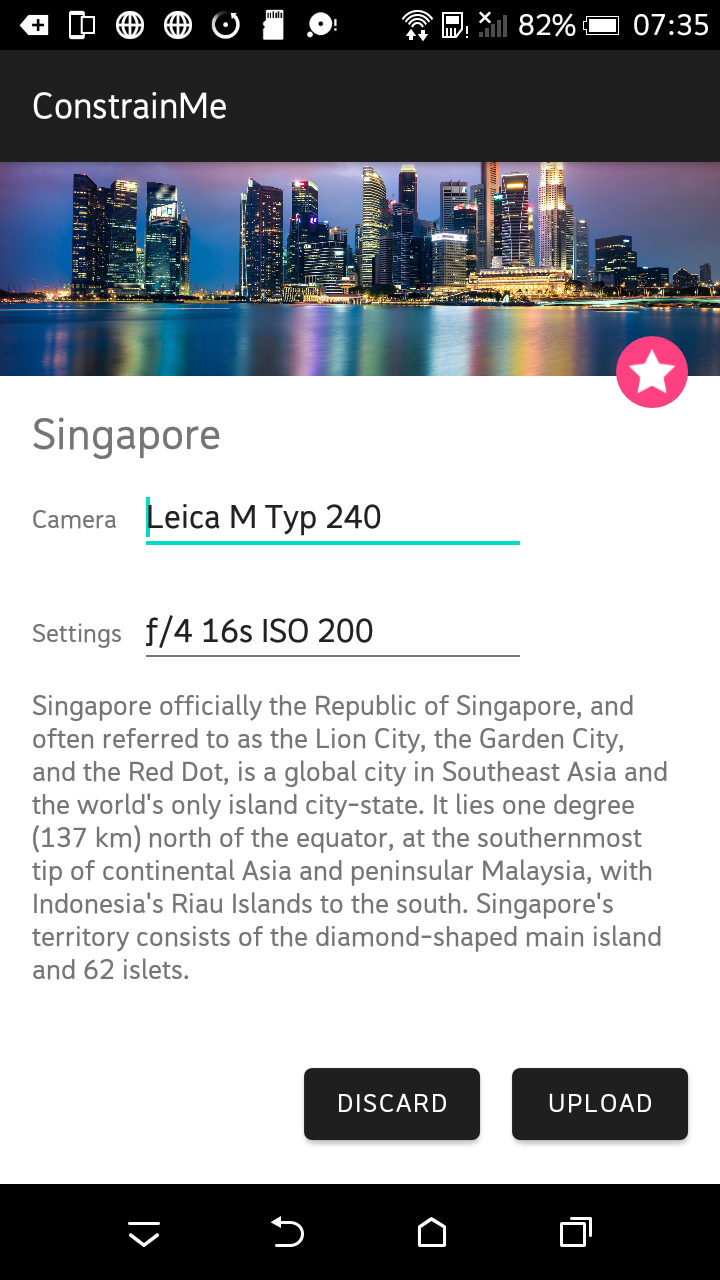 82% 07:35
ConstrainMe
Singapore
Camera Leica M Typ 240
Settings ƒ/4 16s ISO 200
Singapore officially the Republic of Singapore, and
often referred to as the Lion City, the Garden City,
and the Red Dot, is a global city in Southeast Asia and
the world's only island city-state. It lies one degree
(137 km) north of the equator, at the southernmost
tip of continental Asia and peninsular Malaysia, with
Indonesia's Riau Islands to the south. Singapore's
territory consists of the diamond-shaped main island
and 62 islets.
DISCARD UPLOAD